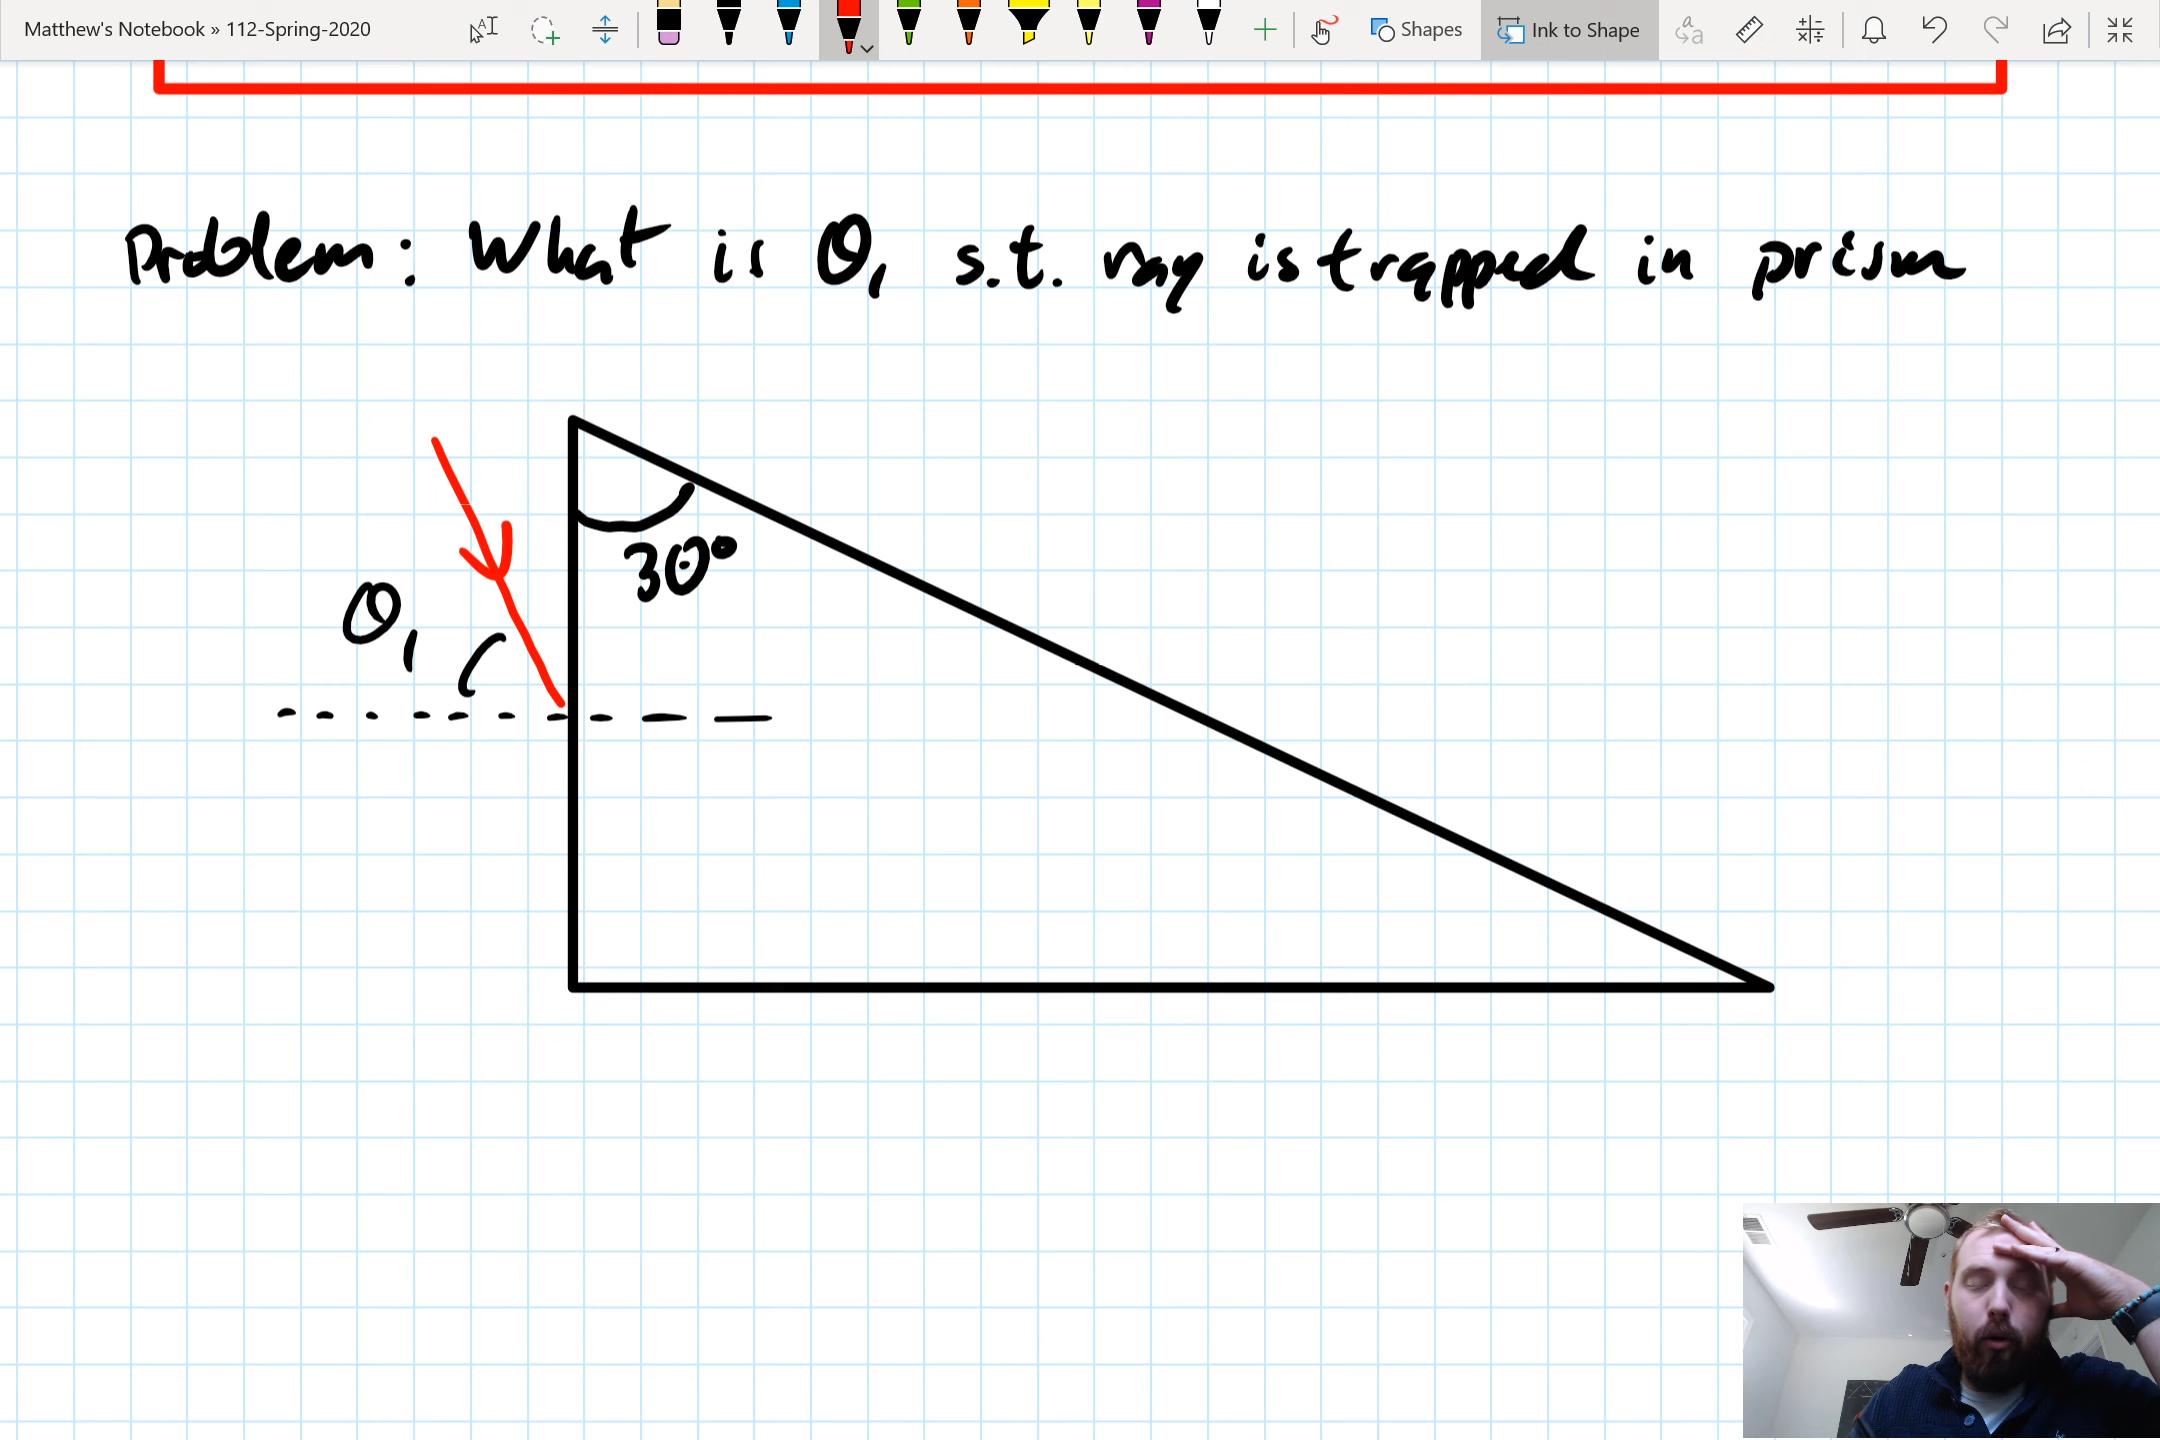 Matthew's Notebook » 112-Spring-2020
Shapes
Ink to Shape
Problem: What is θ₁ s.t. ray is trapped in prism
30°
θ₁